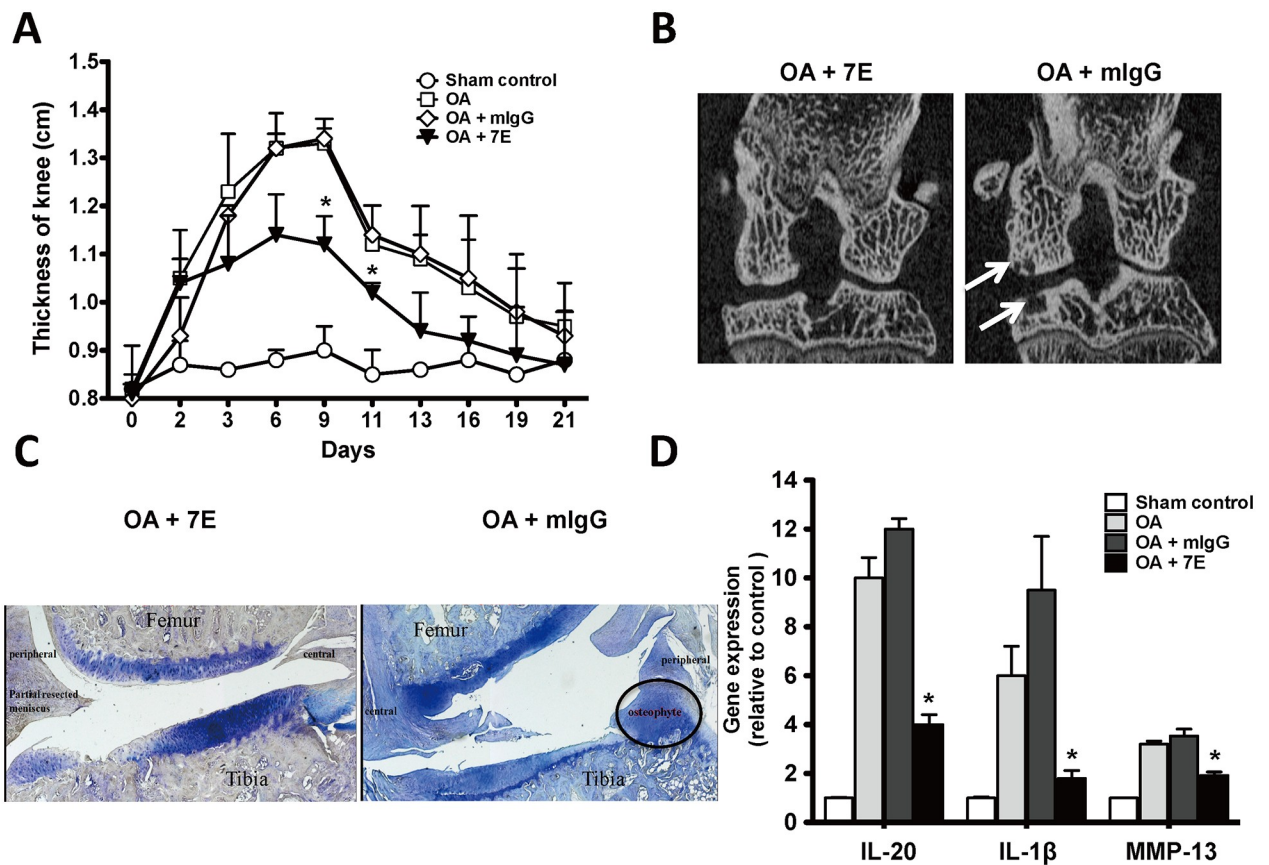 A
1.5
1.4
1.3
1.2
1.1
1.0
0.9
0.8
Thickness of knee (cm)
Sham control
OA
OA + mIgG
OA + 7E
*
*
0 2 3 6 9 11 13 16 19 21
Days
B
OA + 7E
OA + mIgG
C
OA + 7E
OA + mIgG
Femur
peripheral
central
Partial resected
meniscus
Tibia
Femur
peripheral
central
osteophyte
Tibia
D
14
12
10
8
6
4
2
0
Gene expression
(relative to control )
Sham control
OA
OA + mIgG
OA + 7E
*
*
*
IL-20 IL-1β MMP-13